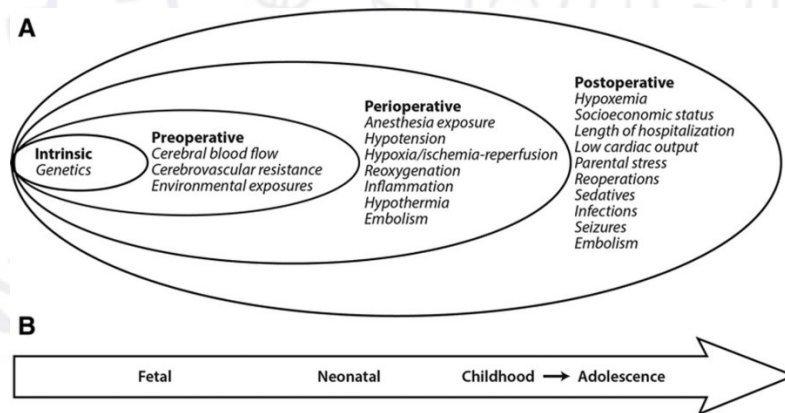 A
Intrinsic
Genetics
Preoperative
Cerebral blood flow
Cerebrovascular resistance
Environmental exposures
Perioperative
Anesthesia exposure
Hypotension
Hypoxia/ischemia-reperfusion
Reoxygenation
Inflammation
Hypothermia
Embolism
Postoperative
Hypoxemia
Socioeconomic status
Length of hospitalization
Low cardiac output
Parental stress
Reoperations
Sedatives
Infections
Seizures
Embolism
B
Fetal Neonatal Childhood → Adolescence